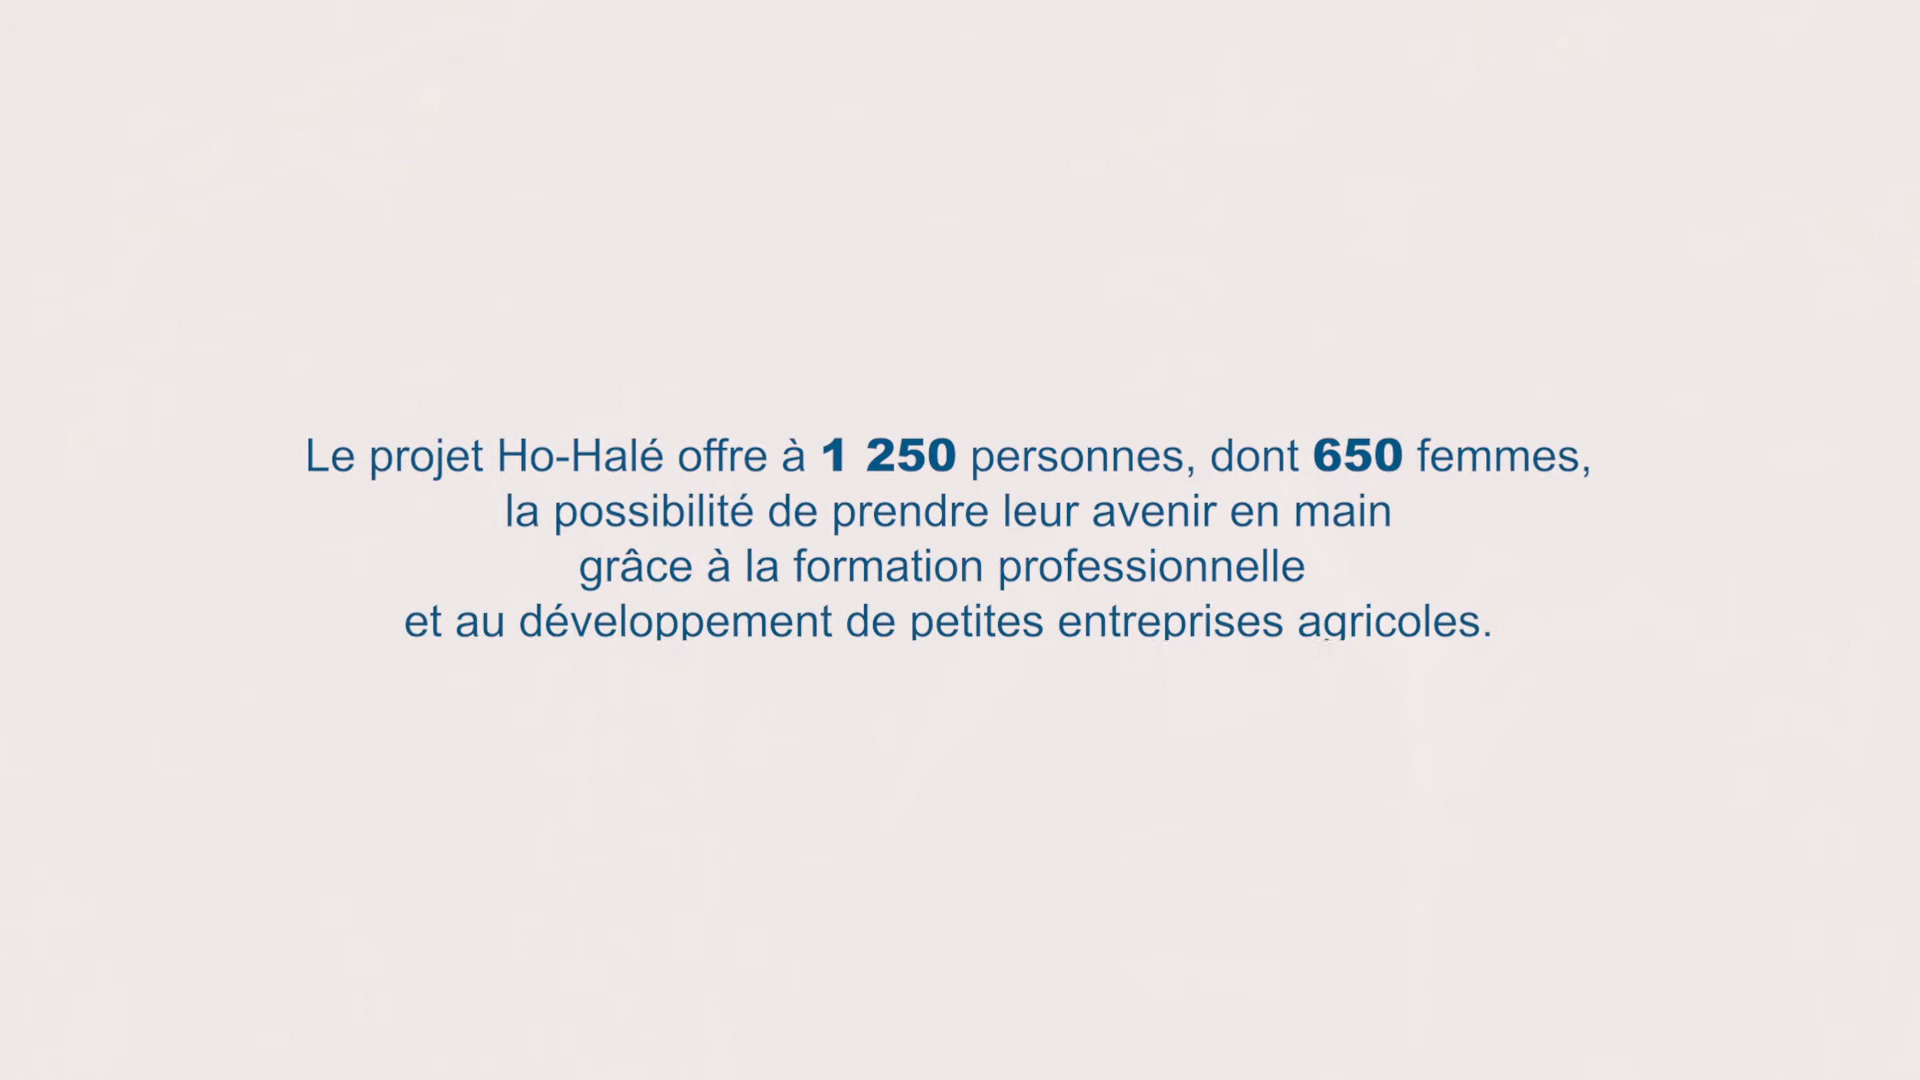 Le projet Ho-Halé offre à 1 250 personnes, dont 650 femmes,
la possibilité de prendre leur avenir en main
grâce à la formation professionnelle
et au développement de petites entreprises agricoles.